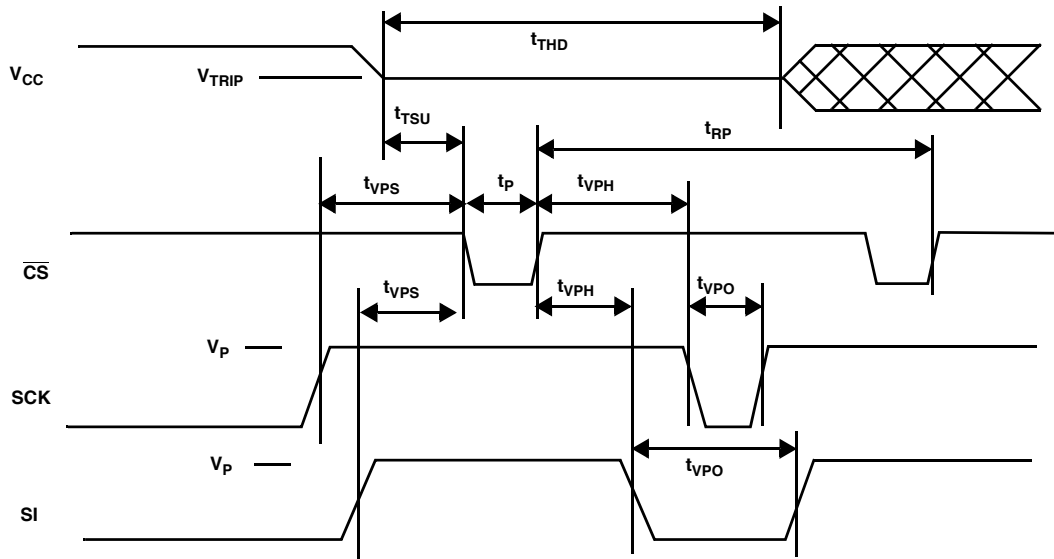 tTHD
VCC
VTRIP
tTSU
tRP
tVPS
tP
tVPH
CS
tVPS
tVPH
tVPO
VP
SCK
VP
tVPO
SI